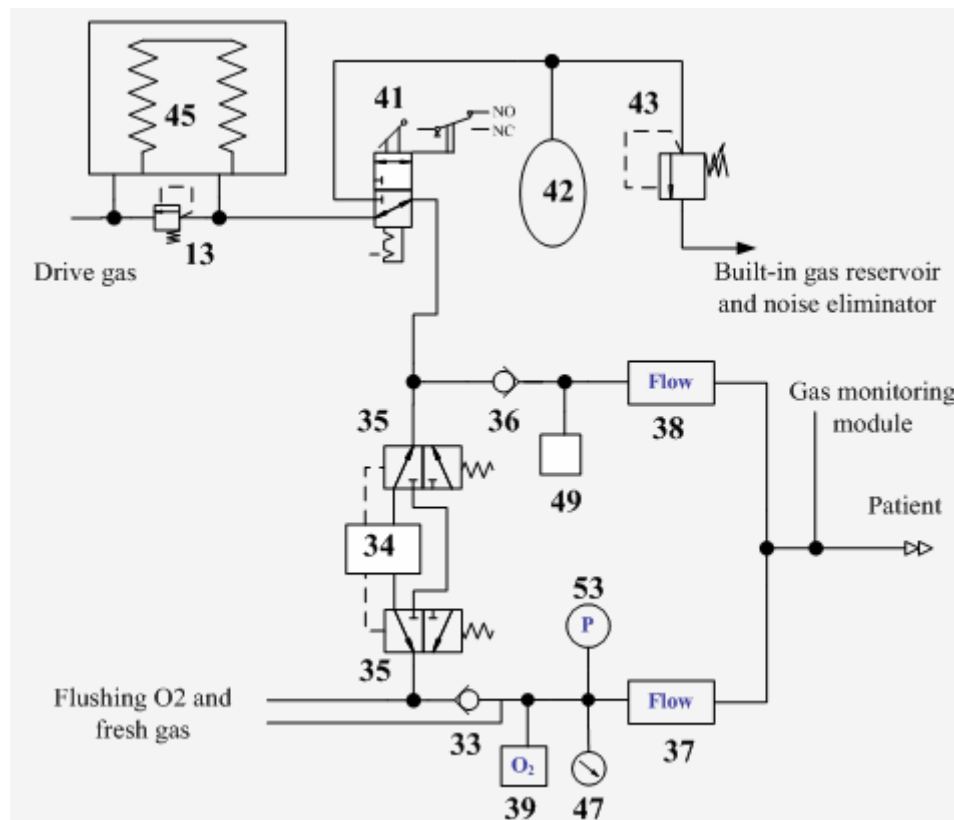 45
41
NO
NC
43
42
13
Drive gas
Built-in gas reservoir
and noise eliminator
Flow
Gas monitoring
module
35
36
38
49
Patient
34
53
P
35
Flushing O2 and
fresh gas
Flow
33
37
O₂
39
47